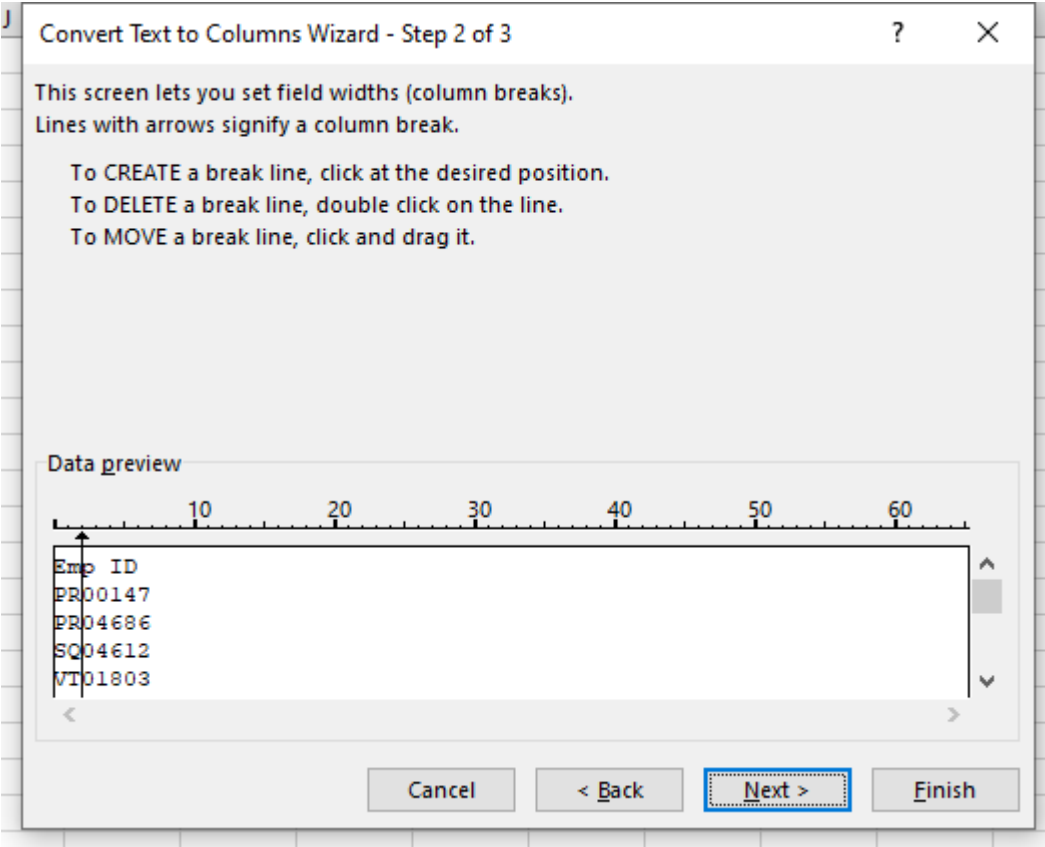 J
Convert Text to Columns Wizard - Step 2 of 3 ?
This screen lets you set field widths (column breaks).
Lines with arrows signify a column break.
To CREATE a break line, click at the desired position.
To DELETE a break line, double click on the line.
To MOVE a break line, click and drag it.
Data preview
10 20 30 40 50 60
Emp ID
PR00147
PR04686
SQ04612
VT01803
Cancel < Back Next > Finish